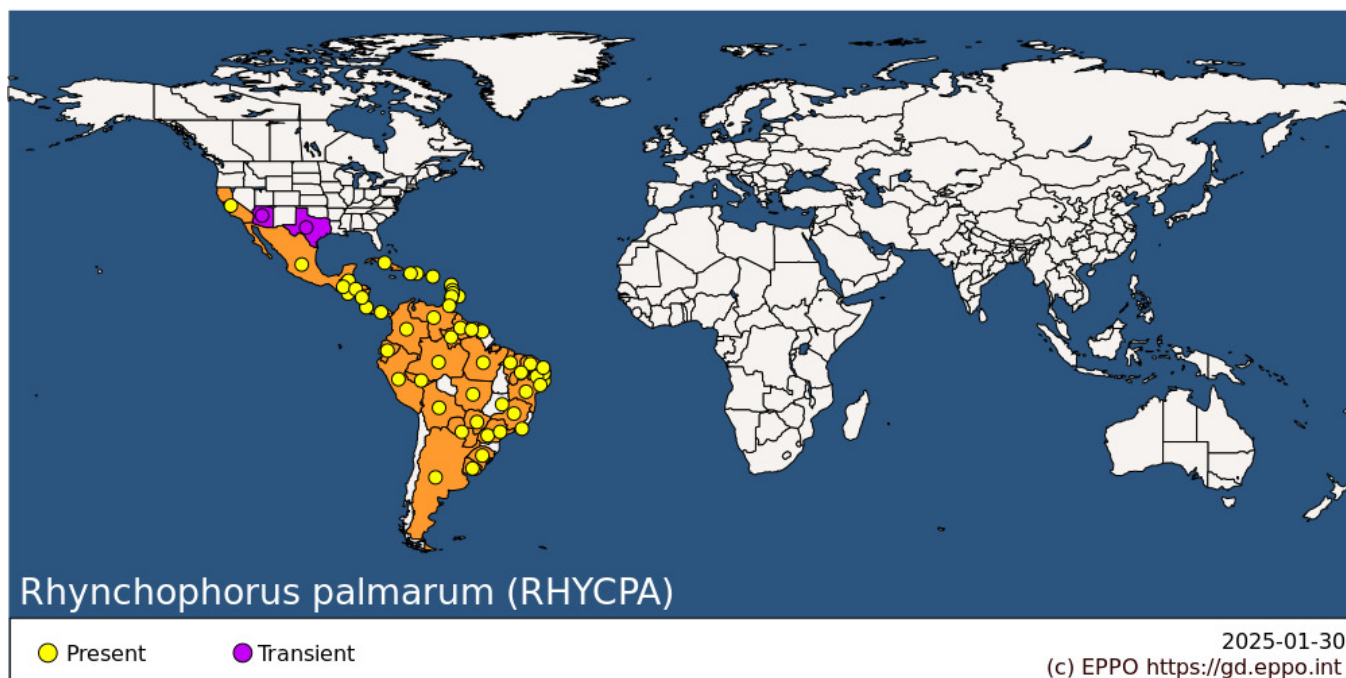 Rhynchophorus palmarum (RHYCPA)
Present
Transient
2025-01-30
(c) EPPO https://gd.eppo.int